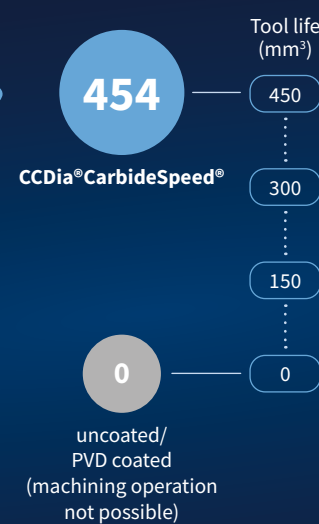 Tool life
(mm³)
454
450
CCDia®CarbideSpeed®
300
150
0
0
uncoated/
PVD coated
(machining operation
not possible)